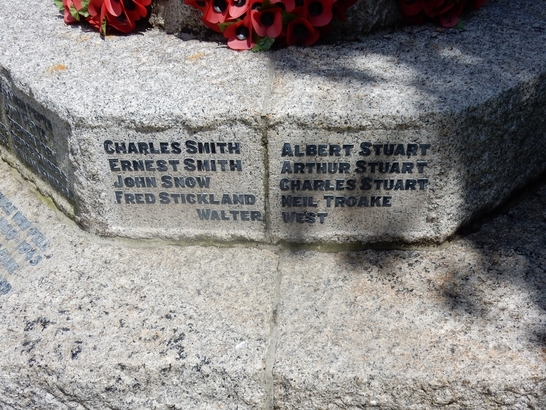 CHARLES SMITH
ERNEST SMITH
JOHN SNOW
FRED STICKLAND
ALBERT STUART
ARTHUR STUART
CHARLES STUART
NEIL TROAKE
WALTER WEST